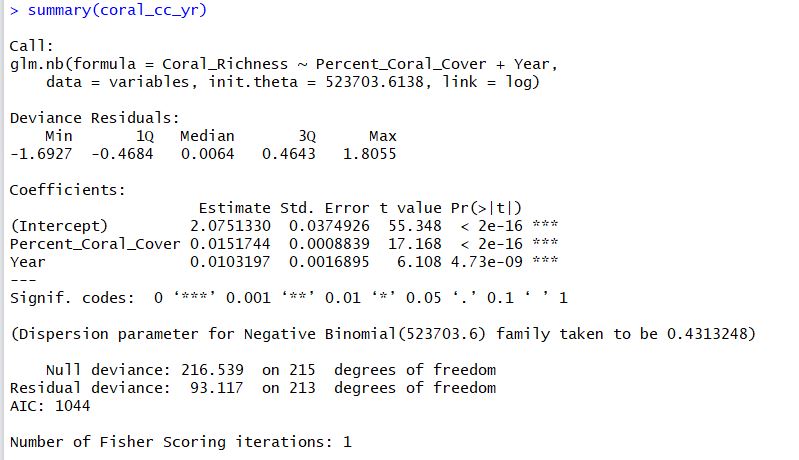 > summary(coral_cc_yr)
Call:
glm.nb(formula = Coral_Richness ~ Percent_Coral_Cover + Year,
    data = variables, init.theta = 523703.6138, link = log)
Deviance Residuals:
    Min       1Q   Median       3Q      Max
-1.6927  -0.4684   0.0064   0.4643   1.8055
Coefficients:
                     Estimate Std. Error t value Pr(>|t|)
(Intercept)         2.0751330  0.0374926  55.348  < 2e-16 ***
Percent_Coral_Cover 0.0151744  0.0008839  17.168  < 2e-16 ***
Year                0.0103197  0.0016895   6.108 4.73e-09 ***
---
Signif. codes:  0 ‘***’ 0.001 ‘**’ 0.01 ‘*’ 0.05 ‘.’ 0.1 ‘ ’ 1
(Dispersion parameter for Negative Binomial(523703.6) family taken to be 0.4313248)
    Null deviance: 216.539  on 215  degrees of freedom
Residual deviance:  93.117  on 213  degrees of freedom
AIC: 1044
Number of Fisher Scoring iterations: 1